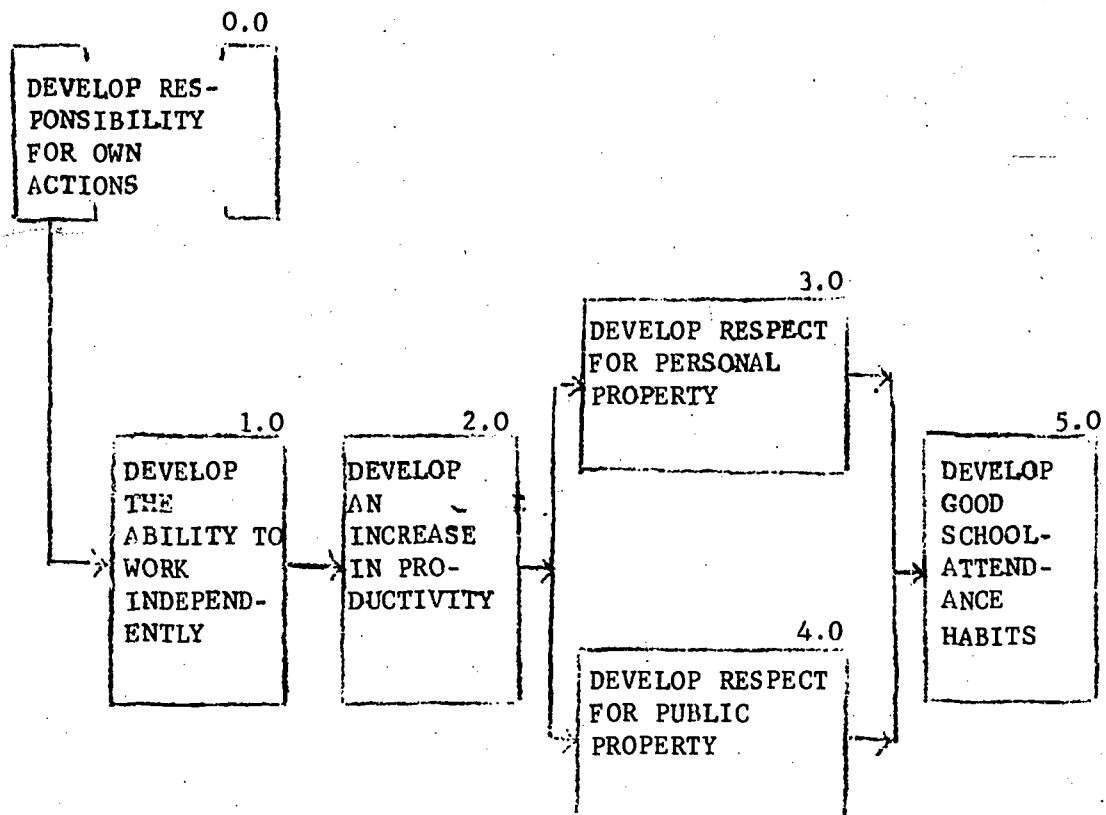 0.0
DEVELOP RES-
PONSIBILITY
FOR OWN
ACTIONS
3.0
DEVELOP RESPECT
FOR PERSONAL
PROPERTY
1.0
DEVELOP
THE
ABILITY TO
WORK
INDEPEND-
ENTLY
2.0
DEVELOP
AN
INCREASE
IN PRO-
DUCTIVITY
5.0
DEVELOP
GOOD
SCHOOL-
ATTEND-
ANCE
HABITS
4.0
DEVELOP RESPECT
FOR PUBLIC
PROPERTY